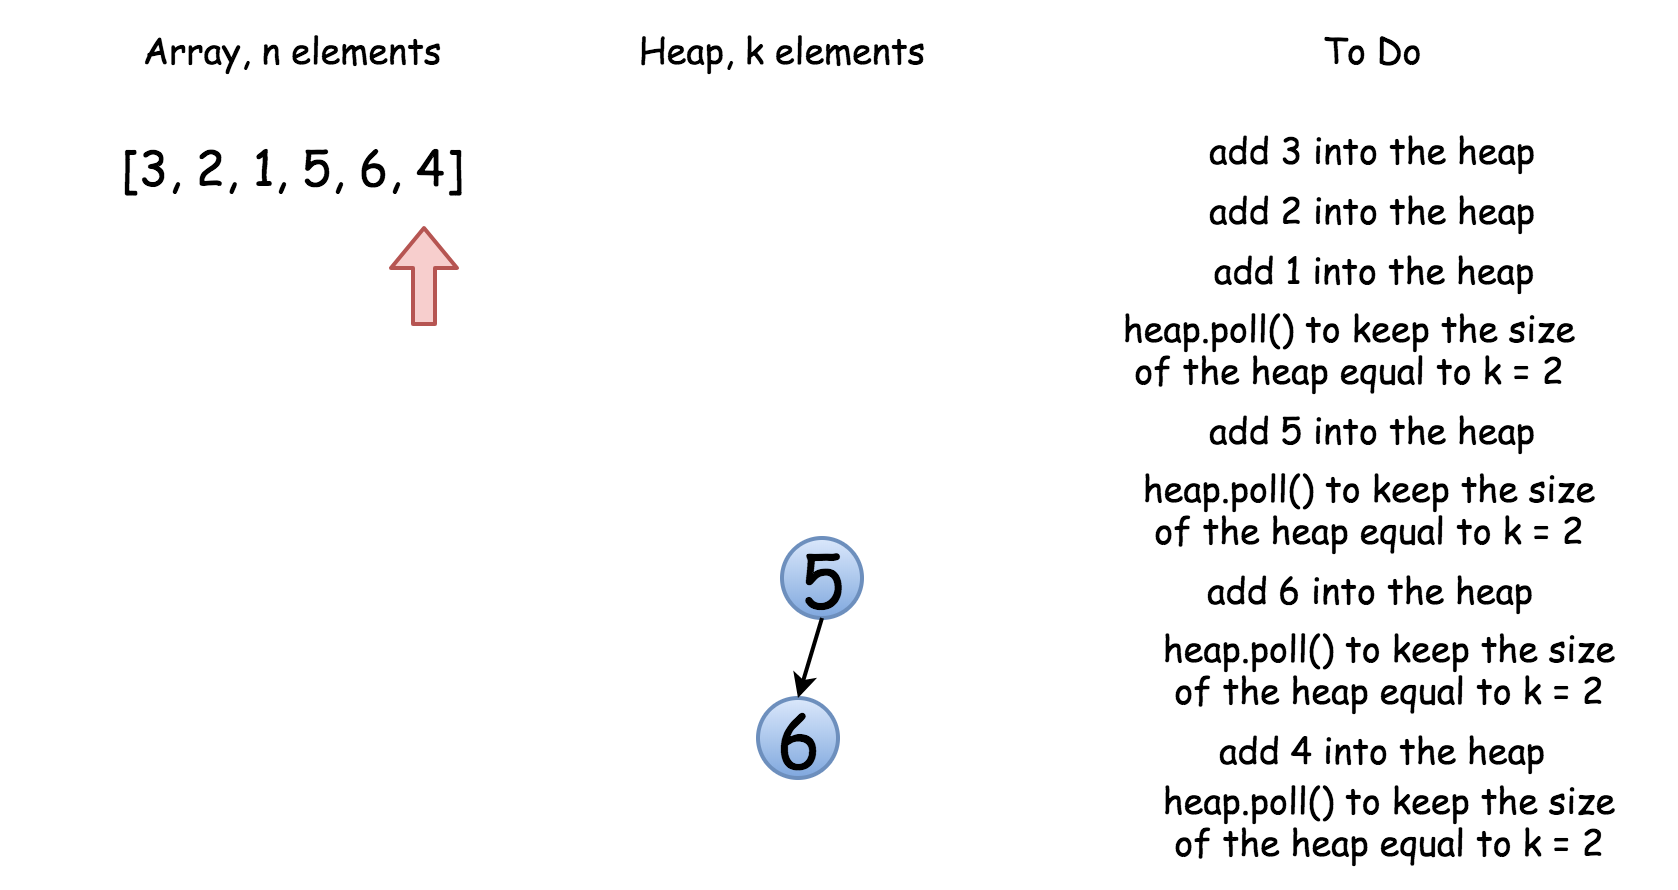 Array, n elements
Heap, k elements
To Do
[3, 2, 1, 5, 6, 4]
5
6
add 3 into the heap
add 2 into the heap
add 1 into the heap
heap.poll() to keep the size
of the heap equal to k = 2
add 5 into the heap
heap.poll() to keep the size
of the heap equal to k = 2
add 6 into the heap
heap.poll() to keep the size
of the heap equal to k = 2
add 4 into the heap
heap.poll() to keep the size
of the heap equal to k = 2